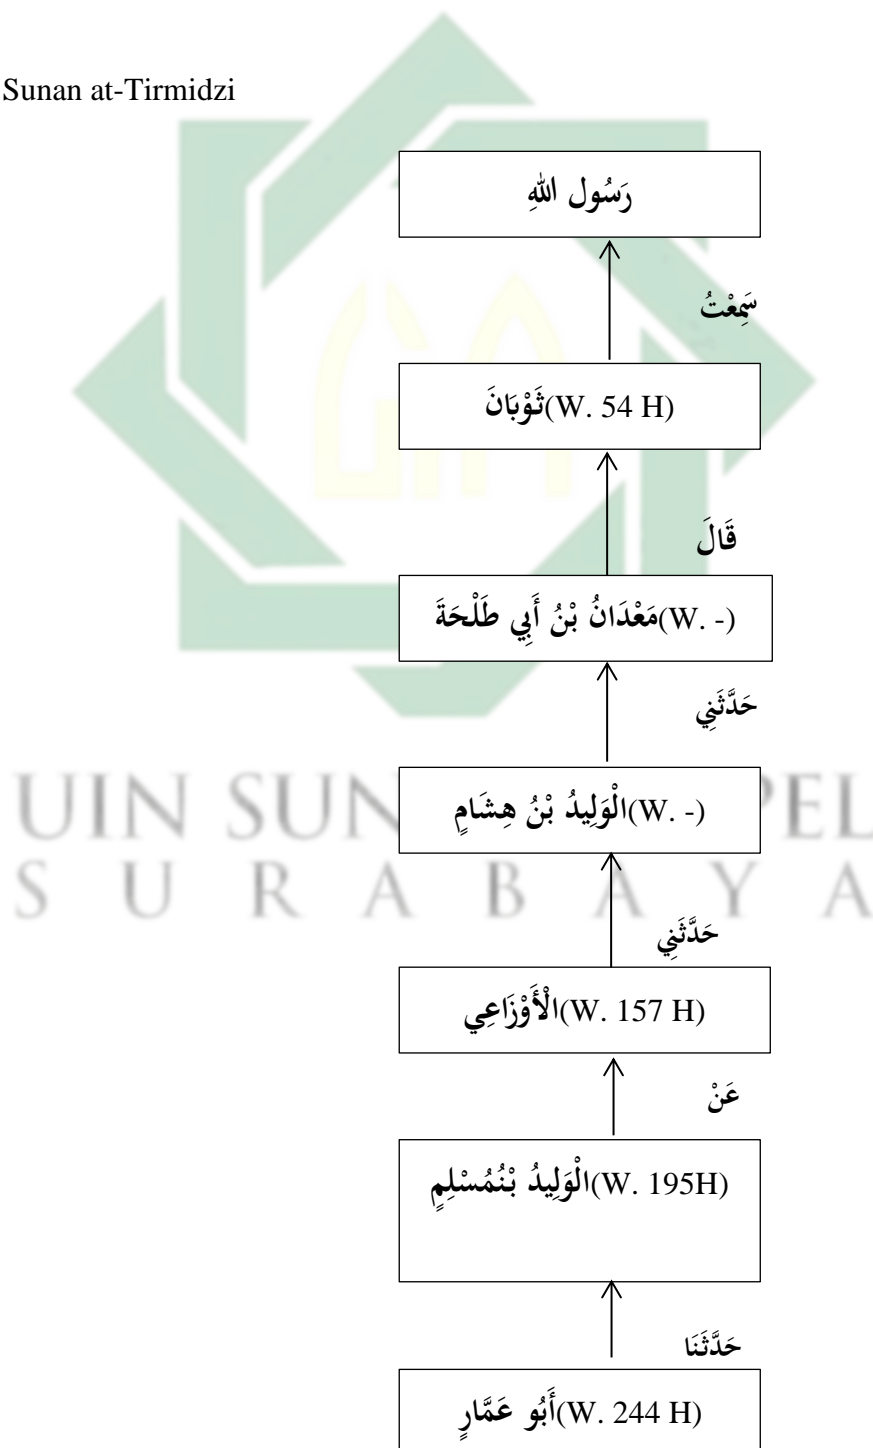 Sunan at-Tirmidzi
رَسُول اللهِ
سَمِعْتُ
ثَوْبَانَ(W. 54 H)
قَالَ
مَعْدَانُ بْنُ أَبِي طَلْحَةَ(W. -)
حَدَّثَنِي
الْوَلِيدُ بْنُ هِشَامٍ(W. -)
UIN SUN PEL
S U R A B A Y A
حَدَّثَنِي
الْأَوْزَاعِي(W. 157 H)
عَنْ
الْوَلِيدُ بْنُمُسْلِمٍ(W. 195H)
حَدَّثَنَا
أَبُو عَمَّارٍ(W. 244 H)